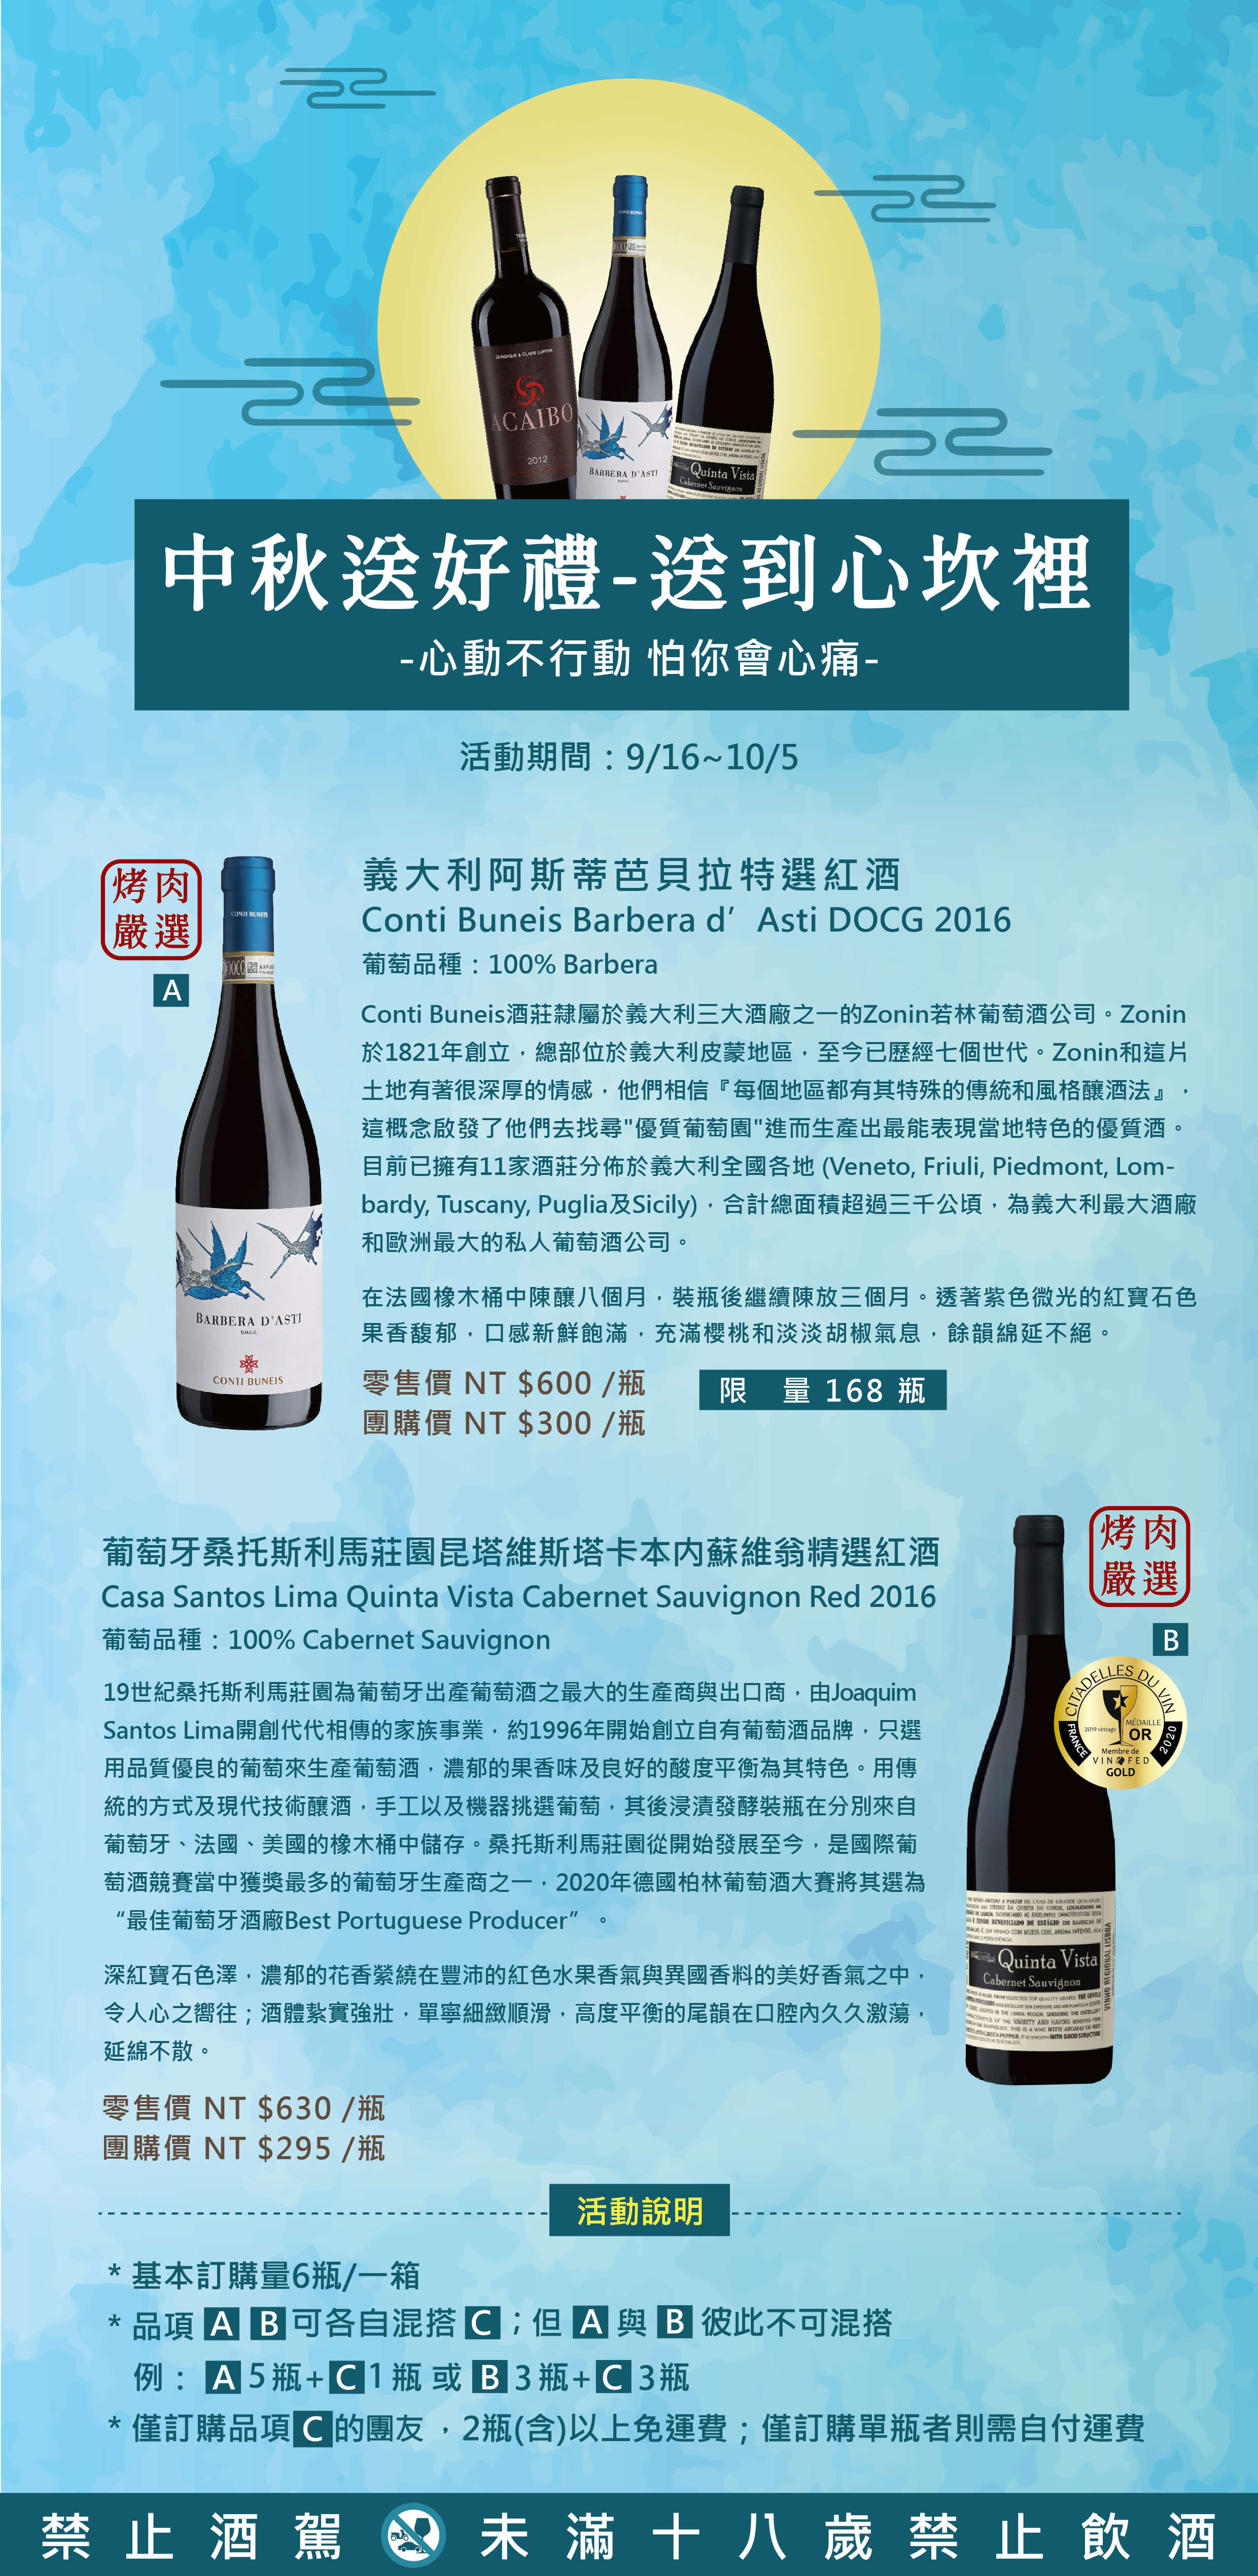 GONZAGUE & CLAIRE LURTON
ACAIBO
2012
CONTI BUNEIS
BARBERA D'ASTI
D.O.C.G.
Quinta Vista
Cabernet Sauvignon
中秋送好禮-送到心坎裡
-心動不行動 怕你會心痛-
活動期間：9/16~10/5
烤肉
嚴選
A
CONTI BUNEIS
BARBERA D'ASTI
D.O.C.G.
CONTI BUNEIS
義大利阿斯蒂芭貝拉特選紅酒
Conti Buneis Barbera d’Asti DOCG 2016
葡萄品種：100% Barbera
Conti Buneis酒莊隸屬於義大利三大酒廠之一的Zonin若林葡萄酒公司。Zonin
於1821年創立，總部位於義大利皮蒙地區，至今已歷經七個世代。Zonin和這片
土地有著很深厚的情感，他們相信『每個地區都有其特殊的傳統和風格釀酒法』，
這概念啟發了他們去找尋"優質葡萄園"進而生產出最能表現當地特色的優質酒。
目前已擁有11家酒莊分佈於義大利全國各地 (Veneto, Friuli, Piedmont, Lom-
bardy, Tuscany, Puglia及Sicily)，合計總面積超過三千公頃，為義大利最大酒廠
和歐洲最大的私人葡萄酒公司。
在法國橡木桶中陳釀八個月，裝瓶後繼續陳放三個月。透著紫色微光的紅寶石色
果香馥郁，口感新鮮飽滿，充滿櫻桃和淡淡胡椒氣息，餘韻綿延不絕。
零售價 NT $600 /瓶
團購價 NT $300 /瓶
限　量 168 瓶
葡萄牙桑托斯利馬莊園昆塔維斯塔卡本内蘇維翁精選紅酒
Casa Santos Lima Quinta Vista Cabernet Sauvignon Red 2016
葡萄品種：100% Cabernet Sauvignon
19世紀桑托斯利馬莊園為葡萄牙出產葡萄酒之最大的生產商與出口商，由Joaquim
Santos Lima開創代代相傳的家族事業，約1996年開始創立自有葡萄酒品牌，只選
用品質優良的葡萄來生產葡萄酒，濃郁的果香味及良好的酸度平衡為其特色。用傳
統的方式及現代技術釀酒，手工以及機器挑選葡萄，其後浸漬發酵裝瓶在分別來自
葡萄牙、法國、美國的橡木桶中儲存。桑托斯利馬莊園從開始發展至今，是國際葡
萄酒競賽當中獲獎最多的葡萄牙生產商之一，2020年德國柏林葡萄酒大賽將其選為
“最佳葡萄牙酒廠Best Portuguese Producer”。
深紅寶石色澤，濃郁的花香縈繞在豐沛的紅色水果香氣與異國香料的美好香氣之中，
令人心之嚮往；酒體紮實強壯，單寧細緻順滑，高度平衡的尾韻在口腔內久久激蕩，
延綿不散。
零售價 NT $630 /瓶
團購價 NT $295 /瓶
烤肉
嚴選
B
CITADELLES DU VIN
2019 vintage
MÉDAILLE
OR
FRANCE
2020
Membre de
VINOFED
GOLD
Quinta Vista
Cabernet Sauvignon
VINHO REGIONAL LISBOA
活動說明
* 基本訂購量6瓶/一箱
* 品項 A B 可各自混搭 C；但 A 與 B 彼此不可混搭
例： A 5瓶+ C 1 瓶 或 B 3 瓶+ C 3瓶
* 僅訂購品項 C 的團友，2瓶(含)以上免運費；僅訂購單瓶者則需自付運費
禁止酒駕 未滿十八歲禁止飲酒